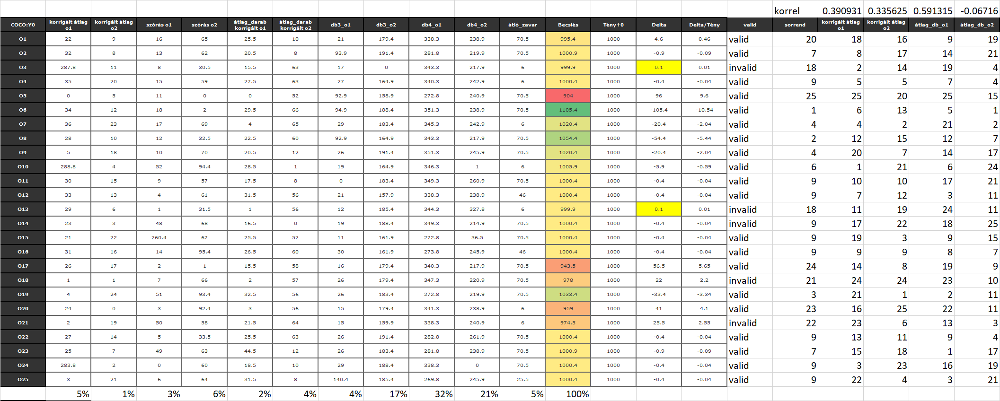 korrel 0.390931 0.335625 0.591315 -0.06716
COCO:Y0 korrigált átlag o1 korrigált átlag o2 szórás o1 szórás o2 átlag_darab korrigált o1 átlag_darab korrigált o2 db3_o1 db3_o2 db4_o1 db4_o2 átló_zavar Becslés Tény+0 Delta Delta/Tény valid sorrend korrigált átlag o1 korrigált átlag o2 átlag_db_o1 átlag_db_o2
O1 22 9 16 65 25.5 10 21 179.4 338.3 238.9 70.5 995.4 1000 4.6 0.46 valid 20 18 16 9 19
O2 32 8 13 62 20.5 8 93.9 191.4 281.8 219.9 70.5 1000.9 1000 -0.9 -0.09 valid 7 8 17 14 21
O3 287.8 11 8 30.5 15.5 63 17 0 343.3 217.9 6 999.9 1000 0.1 0.01 invalid 18 2 14 19 4
O4 35 20 15 59 27.5 63 27 164.9 340.3 242.9 6 1000.4 1000 -0.4 -0.04 valid 9 5 5 7 4
O5 0 5 11 0 0 52 92.9 158.9 272.8 240.9 70.5 904 1000 96 9.6 valid 25 25 20 25 15
O6 34 12 18 2 29.5 66 94.9 188.4 351.3 238.9 70.5 1105.4 1000 -105.4 -10.54 valid 1 6 13 5 1
O7 36 23 17 69 4 65 29 183.4 345.3 242.9 6 1020.4 1000 -20.4 -2.04 valid 4 4 2 21 2
O8 28 10 12 32.5 22.5 60 92.9 164.9 343.3 217.9 70.5 1054.4 1000 -54.4 -5.44 valid 2 12 15 12 7
O9 5 18 10 70 20.5 12 26 191.4 351.3 245.9 70.5 1020.4 1000 -20.4 -2.04 valid 4 20 7 14 17
O10 288.8 4 52 94.4 28.5 1 19 164.9 346.3 1 6 1005.9 1000 -5.9 -0.59 valid 6 1 21 6 24
O11 30 15 9 57 17.5 8 0 183.4 349.3 260.9 70.5 1000.4 1000 -0.4 -0.04 valid 9 10 10 17 21
O12 33 13 4 61 31.5 56 21 157.9 338.3 238.9 46 1000.4 1000 -0.4 -0.04 valid 9 7 12 3 11
O13 29 6 1 31.5 1 56 12 185.4 344.3 327.8 6 999.9 1000 0.1 0.01 invalid 18 11 19 24 11
O14 23 3 48 68 16.5 0 19 188.4 349.3 214.9 70.5 1000.4 1000 -0.4 -0.04 invalid 9 17 22 18 25
O15 21 22 260.4 67 25.5 52 11 161.9 272.8 36.5 70.5 1000.4 1000 -0.4 -0.04 valid 9 19 3 9 15
O16 31 16 14 95.4 26.5 60 30 161.9 273.8 245.9 46 1000.4 1000 -0.4 -0.04 valid 9 9 9 8 7
O17 26 17 2 1 15.5 58 16 179.4 340.3 217.9 70.5 943.5 1000 56.5 5.65 valid 24 14 8 19 9
O18 1 1 7 66 2 57 26 179.4 347.3 220.9 70.5 978 1000 22 2.2 invalid 21 24 24 23 10
O19 4 24 51 93.4 32.5 56 26 183.4 272.8 219.9 70.5 1033.4 1000 -33.4 -3.34 valid 3 21 1 2 11
O20 24 0 3 92.4 3 56 15 179.4 341.3 238.9 6 959 1000 41 4.1 valid 23 16 25 22 11
O21 2 19 50 58 21.5 64 15 159.9 338.3 240.9 6 974.5 1000 25.5 2.55 invalid 22 23 6 13 3
O22 27 14 5 33.5 25.5 63 26 191.4 282.8 261.9 70.5 1000.4 1000 -0.4 -0.04 valid 9 13 11 9 4
O23 25 7 49 63 44.5 12 26 183.4 281.8 238.9 70.5 1000.9 1000 -0.9 -0.09 valid 7 15 18 1 17
O24 283.8 2 0 60 18.5 10 29 188.4 338.3 0 70.5 1000.4 1000 -0.4 -0.04 valid 9 3 23 16 19
O25 3 21 6 64 31.5 8 140.4 185.4 269.8 245.9 25.5 1000.4 1000 -0.4 -0.04 valid 9 22 4 3 21
5% 1% 3% 6% 2% 4% 4% 17% 32% 21% 5% 100%